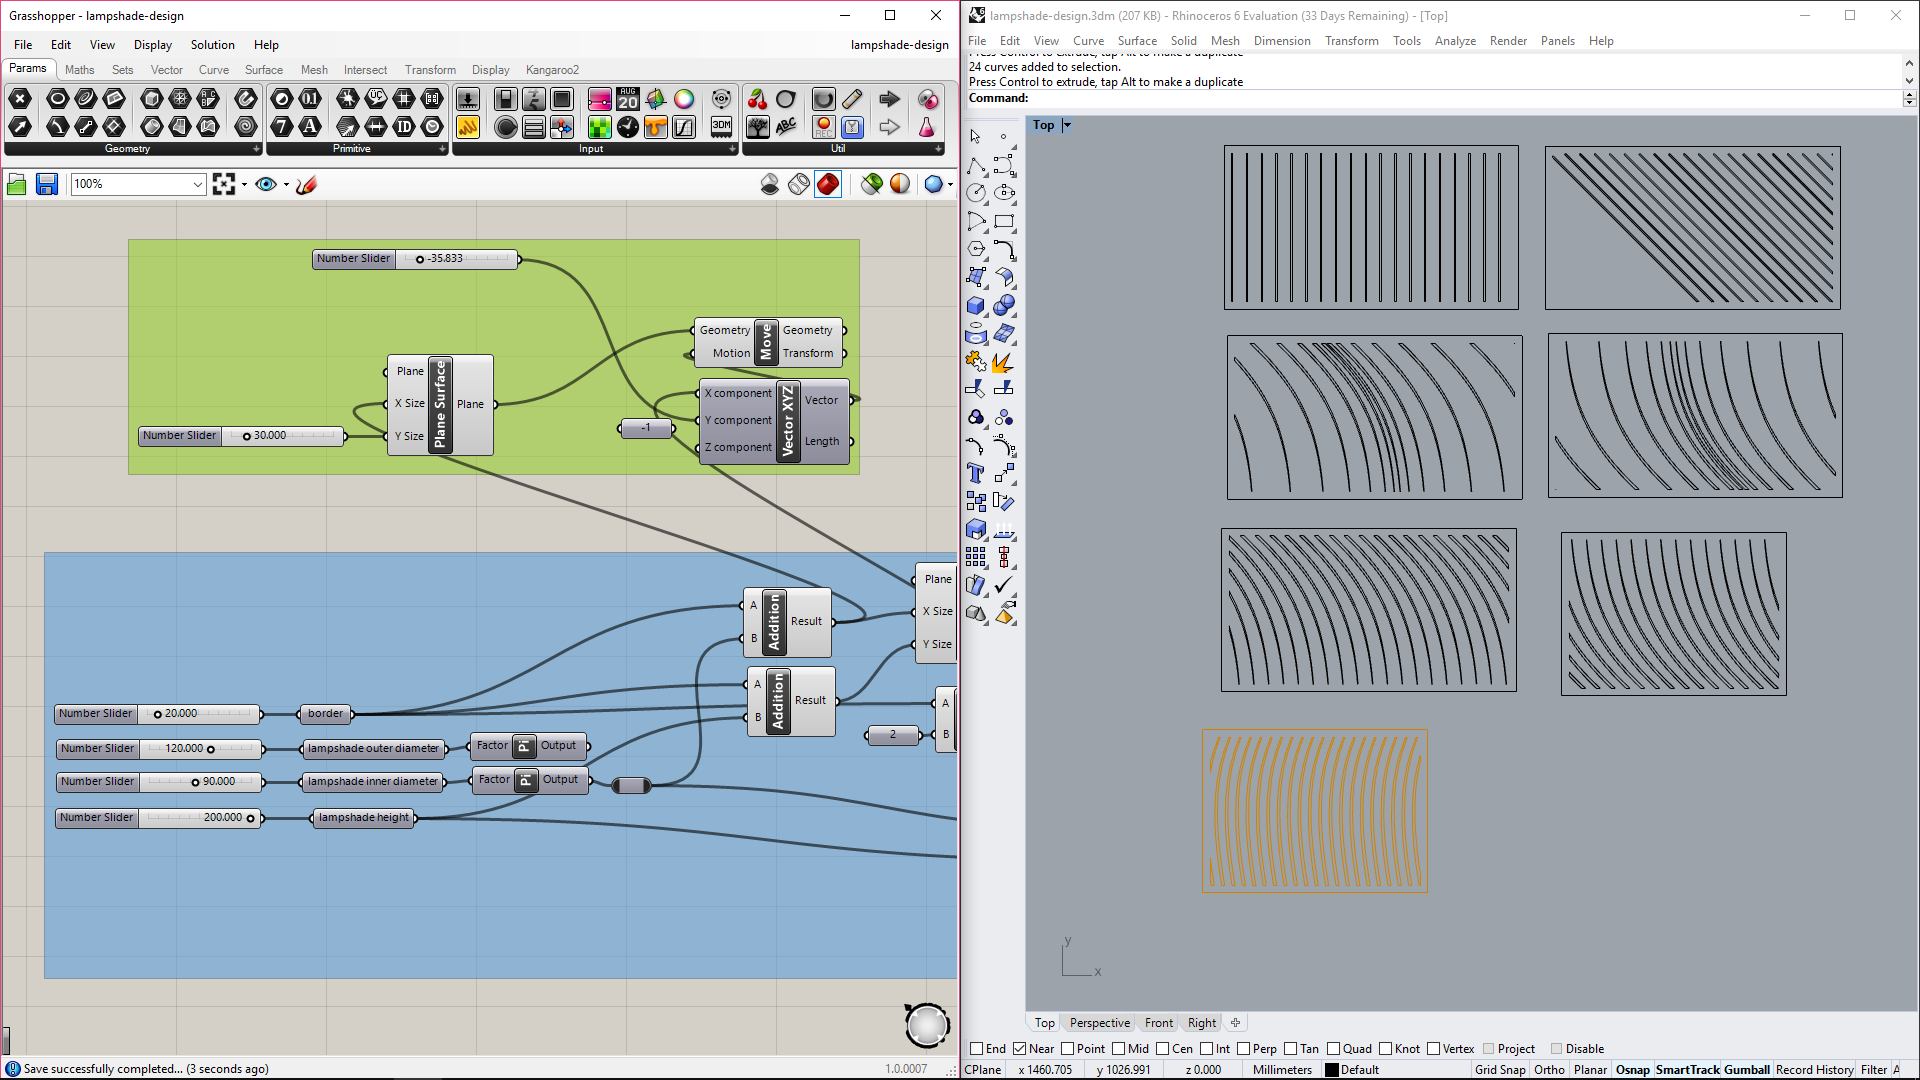 Grasshopper - lampshade-design
File Edit View Display Solution Help lampshade-design
Params Maths Sets Vector Curve Surface Mesh Intersect Transform Display Kangaroo2
Geometry Primitive Input Util
100%
Number Slider -35.833
Geometry Move Geometry
Motion Transform
Plane Plane Surface Plane
X Size
Y Size
Number Slider 30.000
-1
X component Vector XYZ Vector
Y component Length
Z component
A Addition Result
B
A Addition Result
B
Plane
X Size
Y Size
A
B
2
Number Slider 20.000 border
Number Slider 120.000 lampshade outer diameter Factor Pi Output
Number Slider 90.000 lampshade inner diameter Factor Pi Output
Number Slider 200.000 lampshade height
Save successfully completed... (3 seconds ago) 1.0.0007
lampshade-design.3dm (207 KB) - Rhinoceros 6 Evaluation (33 Days Remaining) - [Top]
File Edit View Curve Surface Solid Mesh Dimension Transform Tools Analyze Render Panels Help
Press Control to extrude, tap Alt to make a duplicate
24 curves added to selection.
Press Control to extrude, tap Alt to make a duplicate
Command:
Top
y
x
Top Perspective Front Right
End Near Point Mid Cen Int Perp Tan Quad Knot Vertex Project Disable
CPlane x 1460.705 y 1026.991 z 0.000 Millimeters Default Grid Snap Ortho Planar Osnap SmartTrack Gumball Record History Filter A